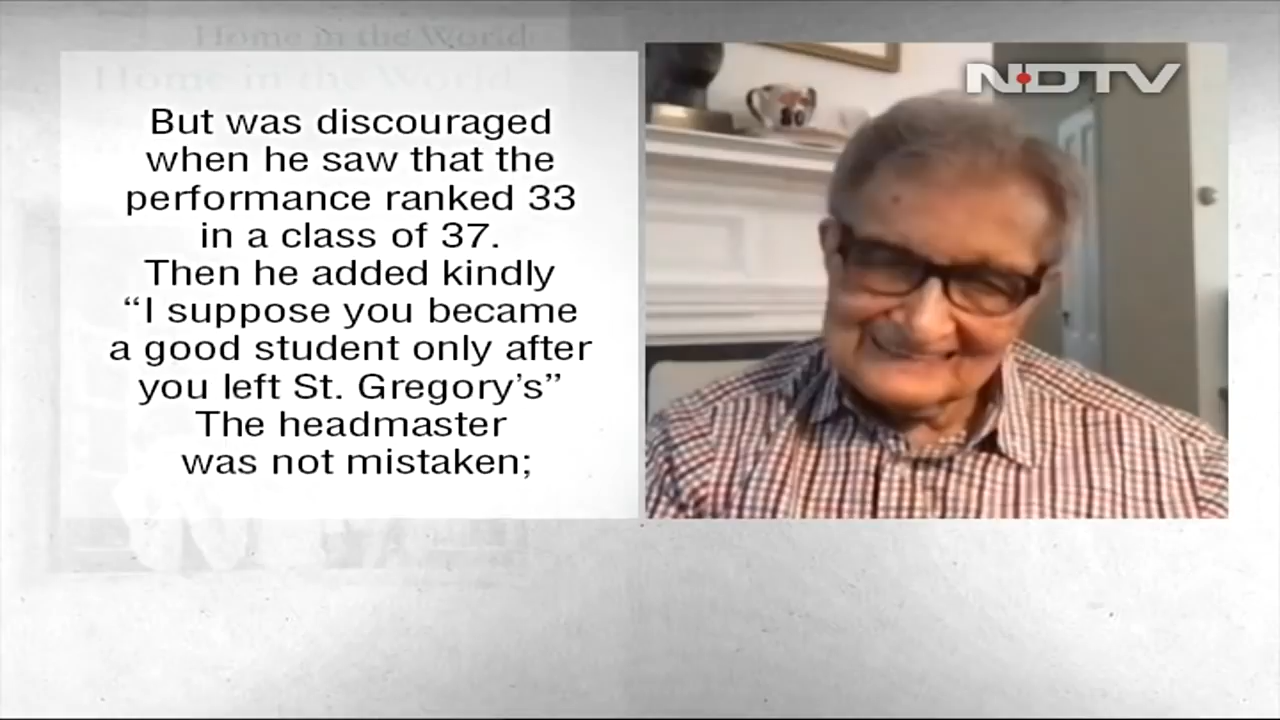 Home in the World
Home in the World
NDTV
But was discouraged
when he saw that the
performance ranked 33
in a class of 37.
Then he added kindly
“I suppose you became
a good student only after
you left St. Gregory’s”
The headmaster
was not mistaken;